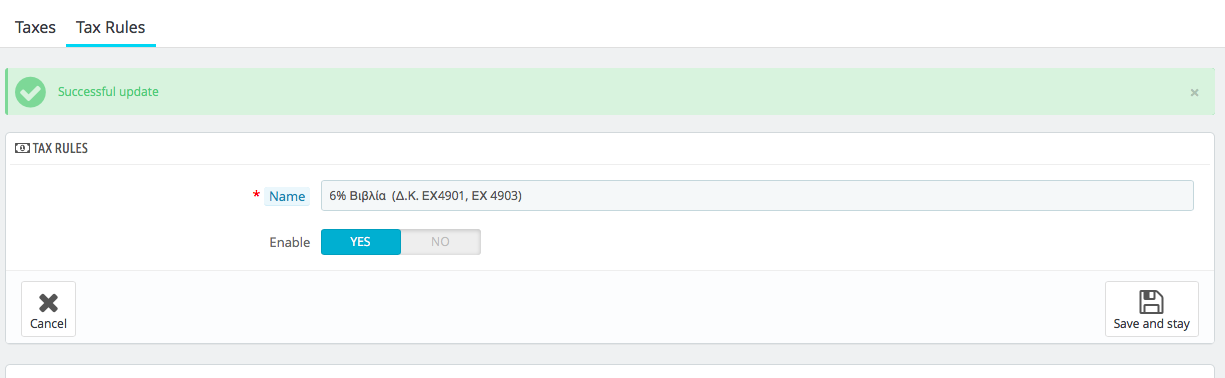 Taxes Tax Rules
Successful update ×
TAX RULES
* Name 6% Βιβλία (Δ.Κ. ΕΧ4901, ΕΧ 4903)
Enable YES NO
Cancel Save and stay